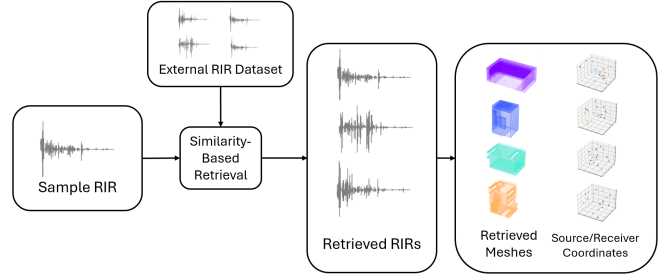 External RIR Dataset
Sample RIR
Similarity-
Based
Retrieval
Retrieved RIRs
Retrieved
Meshes
Source/Receiver
Coordinates